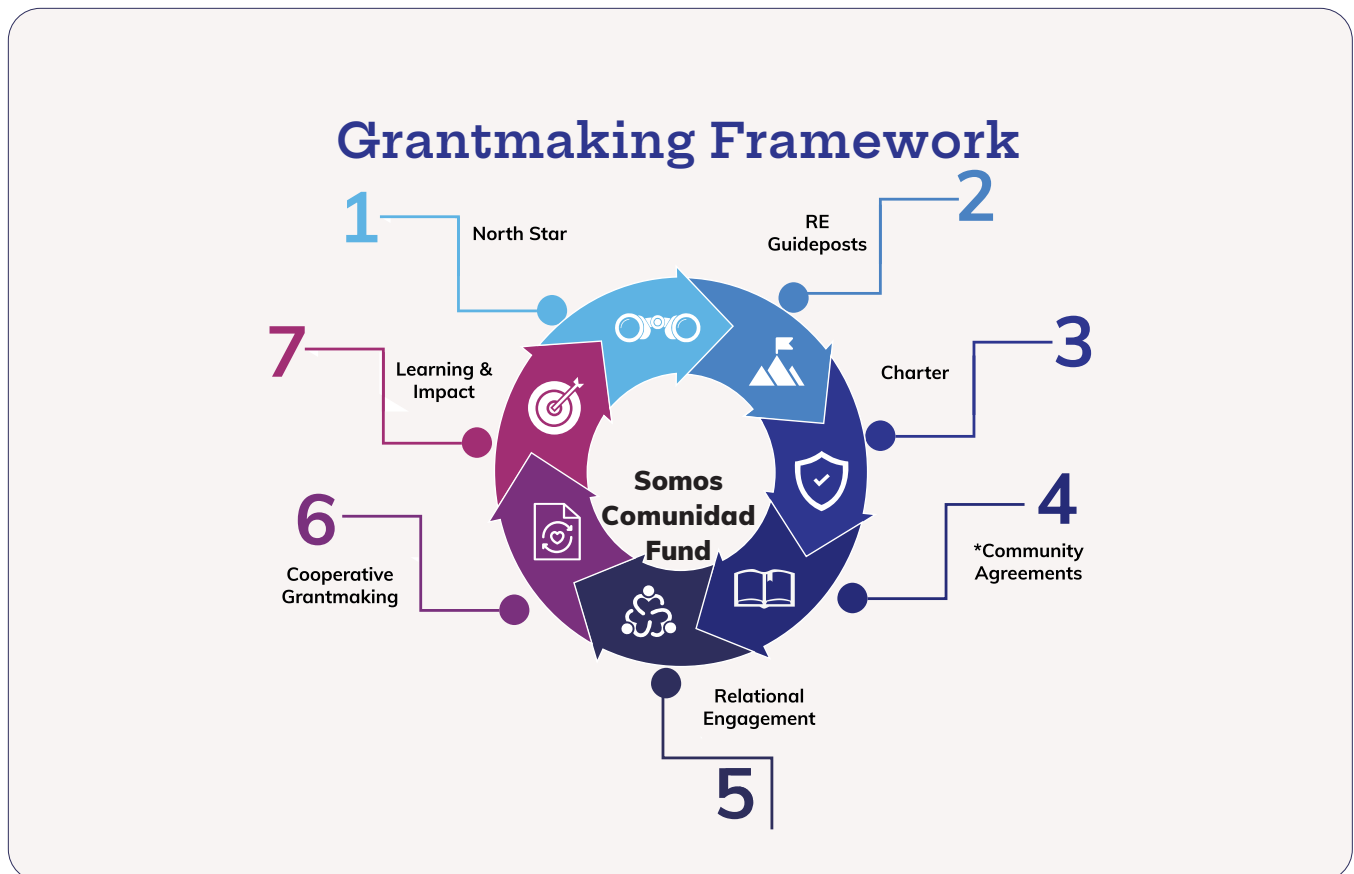 Grantmaking Framework
1
North Star
2
RE
Guideposts
3
Charter
4
*Community
Agreements
5
Relational
Engagement
6
Cooperative
Grantmaking
7
Learning &
Impact
Somos
Comunidad
Fund